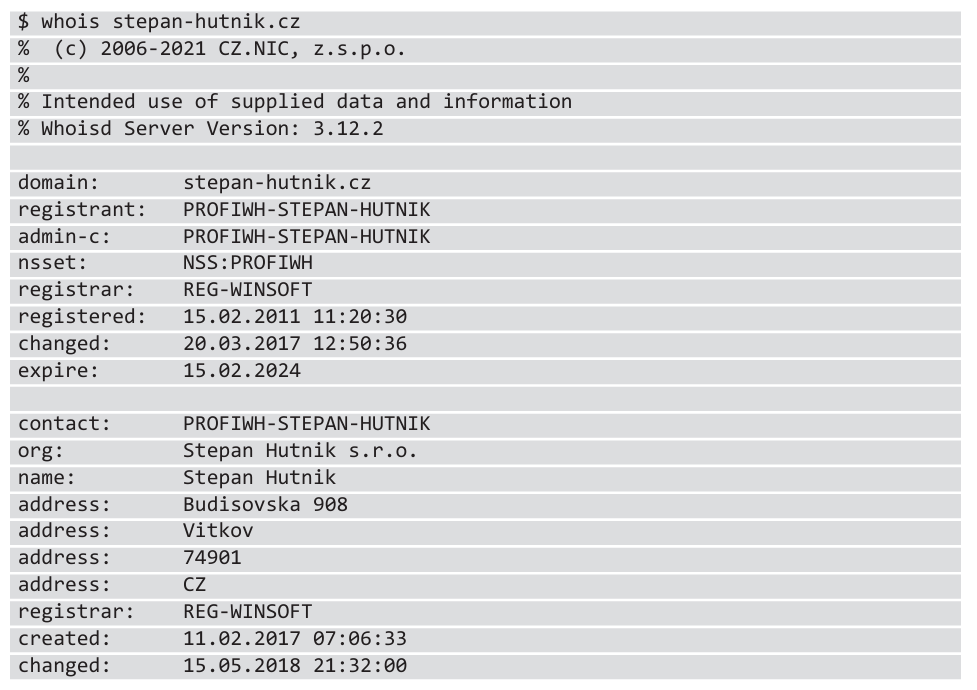 $ whois stepan-hutnik.cz
%  (c) 2006-2021 CZ.NIC, z.s.p.o.
%
% Intended use of supplied data and information
% Whoisd Server Version: 3.12.2

domain:       stepan-hutnik.cz
registrant:   PROFIWH-STEPAN-HUTNIK
admin-c:      PROFIWH-STEPAN-HUTNIK
nsset:        NSS:PROFIWH
registrar:    REG-WINSOFT
registered:   15.02.2011 11:20:30
changed:      20.03.2017 12:50:36
expire:       15.02.2024

contact:      PROFIWH-STEPAN-HUTNIK
org:          Stepan Hutnik s.r.o.
name:         Stepan Hutnik
address:      Budisovska 908
address:      Vitkov
address:      74901
address:      CZ
registrar:    REG-WINSOFT
created:      11.02.2017 07:06:33
changed:      15.05.2018 21:32:00